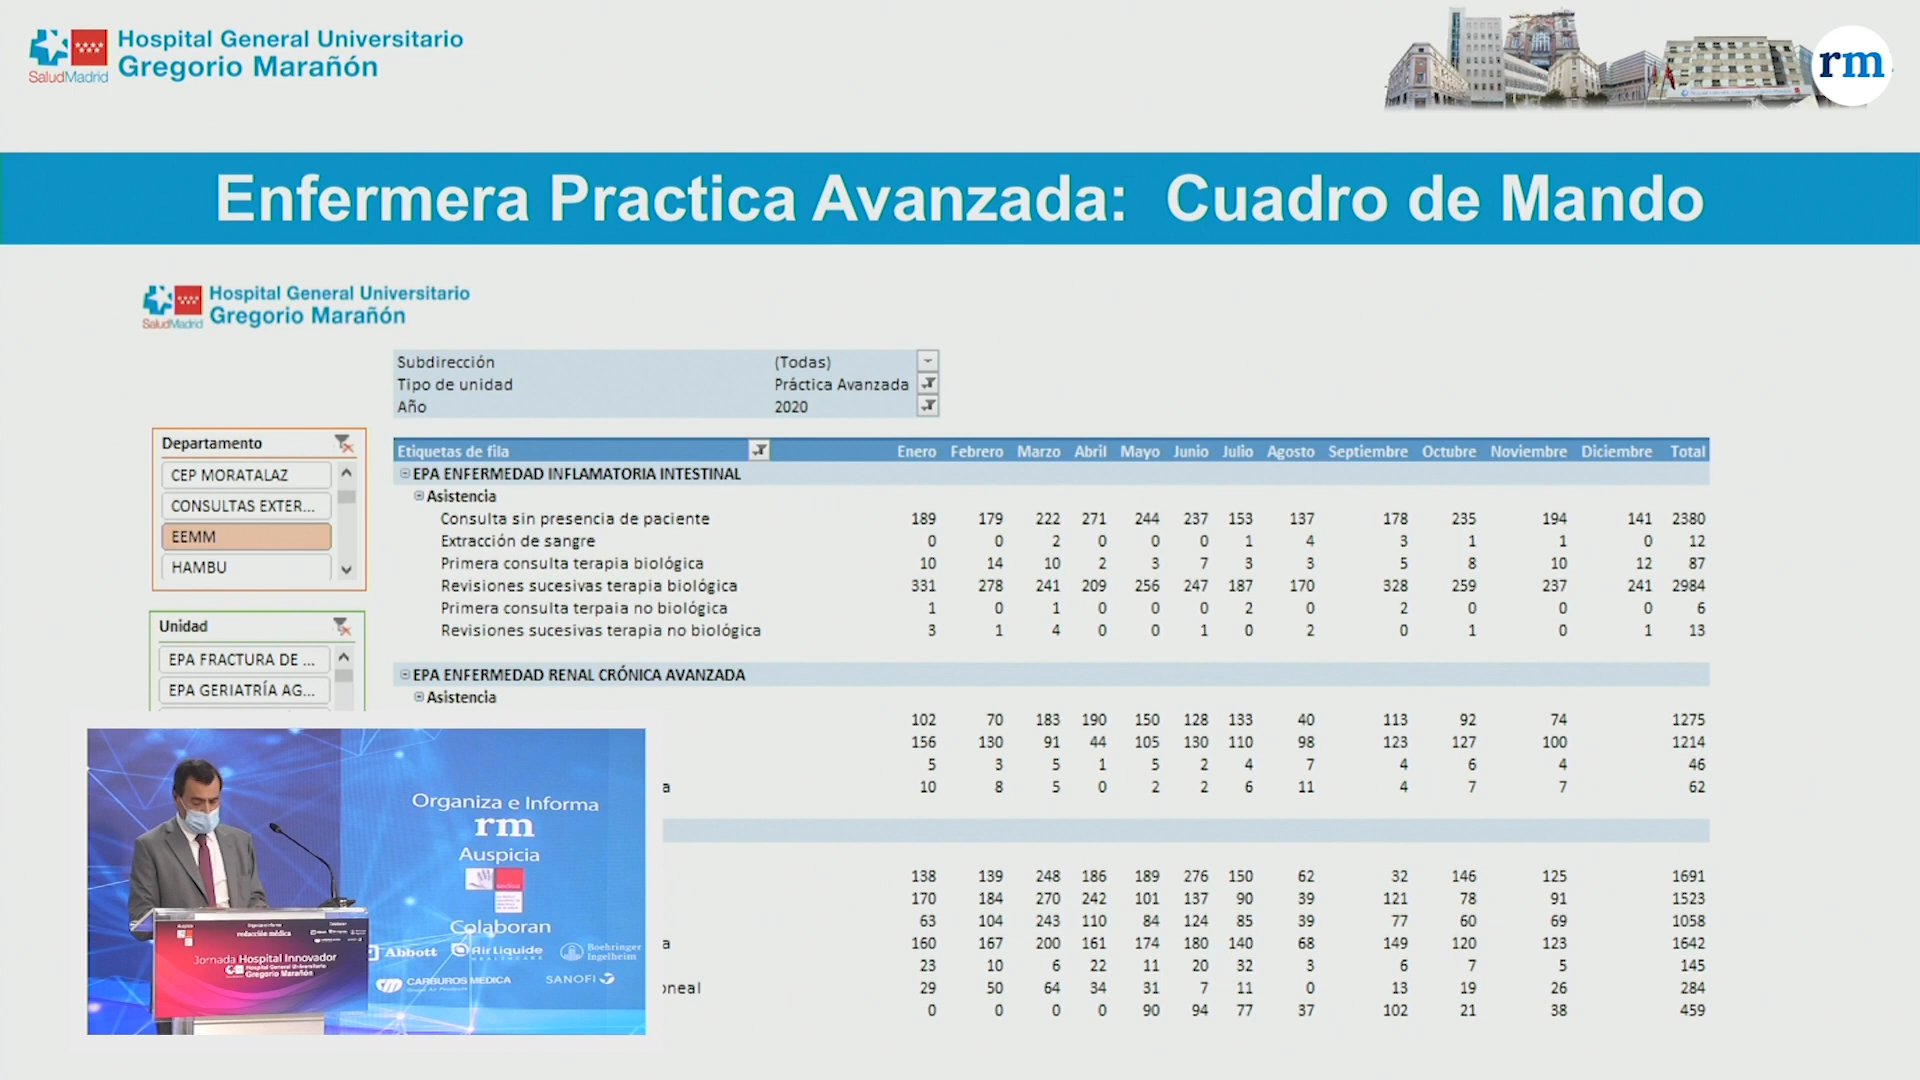 SaludMadrid
Hospital General Universitario
Gregorio Marañón
rm
Enfermera Practica Avanzada: Cuadro de Mando
SaludMadrid
Hospital General Universitario
Gregorio Marañón
Subdirección (Todas)
Tipo de unidad Práctica Avanzada
Año 2020
Departamento
CEP MORATALAZ
CONSULTAS EXTER...
EEMM
HAMBU
Unidad
EPA FRACTURA DE ...
EPA GERIATRÍA AG...
Etiquetas de fila Enero Febrero Marzo Abril Mayo Junio Julio Agosto Septiembre Octubre Noviembre Diciembre Total
EPA ENFERMEDAD INFLAMATORIA INTESTINAL
Asistencia
Consulta sin presencia de paciente 189 179 222 271 244 237 153 137 178 235 194 141 2380
Extracción de sangre 0 0 2 0 0 0 1 4 3 1 1 0 12
Primera consulta terapia biológica 10 14 10 2 3 7 3 3 5 8 10 12 87
Revisiones sucesivas terapia biológica 331 278 241 209 256 247 187 170 328 259 237 241 2984
Primera consulta terpaia no biológica 1 0 1 0 0 0 2 0 2 0 0 0 6
Revisiones sucesivas terapia no biológica 3 1 4 0 0 1 0 2 0 1 0 1 13
EPA ENFERMEDAD RENAL CRÓNICA AVANZADA
Asistencia
102 70 183 190 150 128 133 40 113 92 74 1275
156 130 91 44 105 130 110 98 123 127 100 1214
5 3 5 1 5 2 4 7 4 6 4 46
a 10 8 5 0 2 2 6 11 4 7 7 62
138 139 248 186 189 276 150 62 32 146 125 1691
170 184 270 242 101 137 90 39 121 78 91 1523
63 104 243 110 84 124 85 39 77 60 69 1058
a 160 167 200 161 174 180 140 68 149 120 123 1642
23 10 6 22 11 20 32 3 6 7 5 145
oneal 29 50 64 34 31 7 11 0 13 19 26 284
0 0 0 0 90 94 77 37 102 21 38 459
Organiza e Informa
rm
Auspicia
Colaboran
Abbott
Air Liquide
HEALTHCARE
Boehringer
Ingelheim
CARBUROS MEDICA
SANOFI
redacción médica
Jornada Hospital Innovador
Hospital General Universitario
Gregorio Marañón